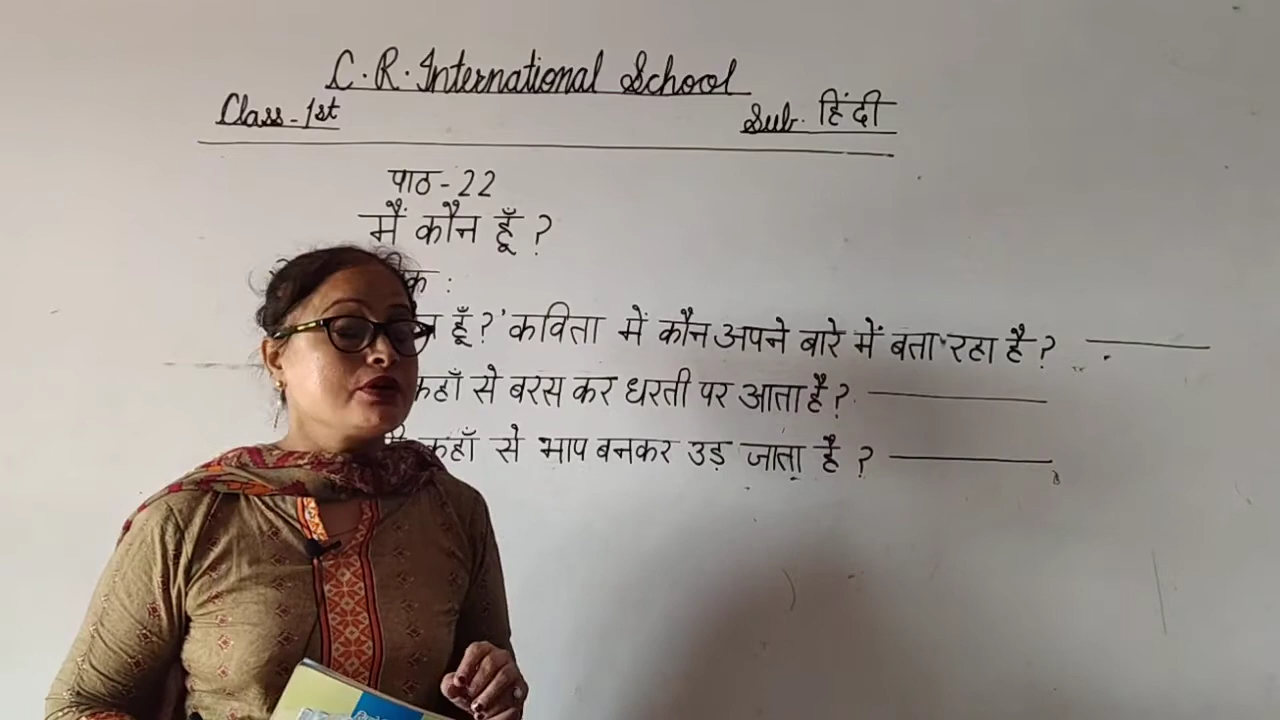 C. R. International School
Class-1st
Sub. हिंदी
पाठ-22
मैं कौन हूँ ?
हूँ?' कविता में कौन अपने बारे में बता रहा है ?
कहाँ से बरस कर धरती पर आता है ?
कहाँ से भाप बनकर उड़ जाता है ?